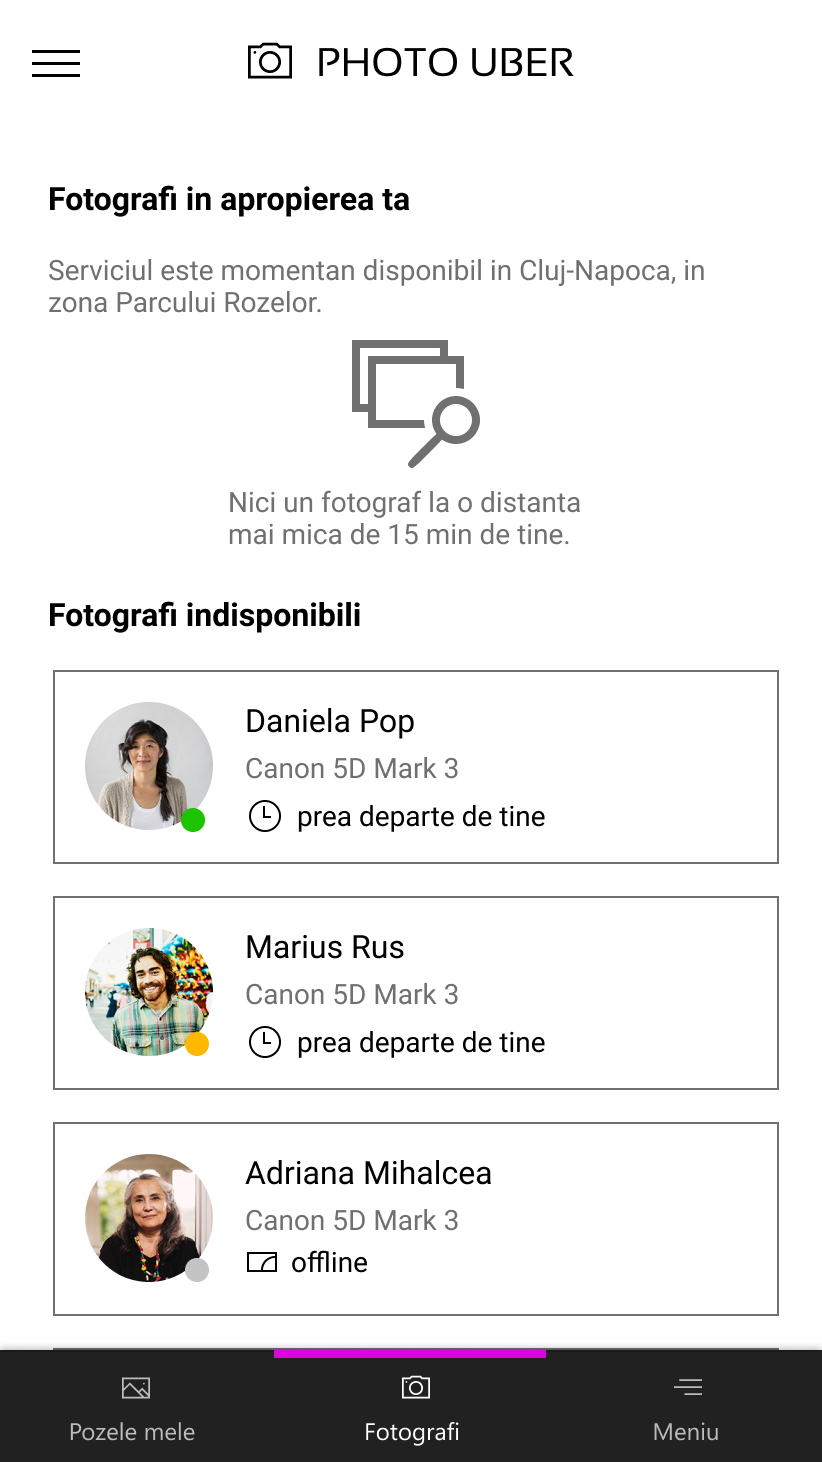 PHOTO UBER
Fotografi in apropierea ta
Serviciul este momentan disponibil in Cluj-Napoca, in
zona Parcului Rozelor.
Nici un fotograf la o distanta
mai mica de 15 min de tine.
Fotografi indisponibili
Daniela Pop
Canon 5D Mark 3
prea departe de tine
Marius Rus
Canon 5D Mark 3
prea departe de tine
Adriana Mihalcea
Canon 5D Mark 3
offline
Pozele mele
Fotografi
Meniu